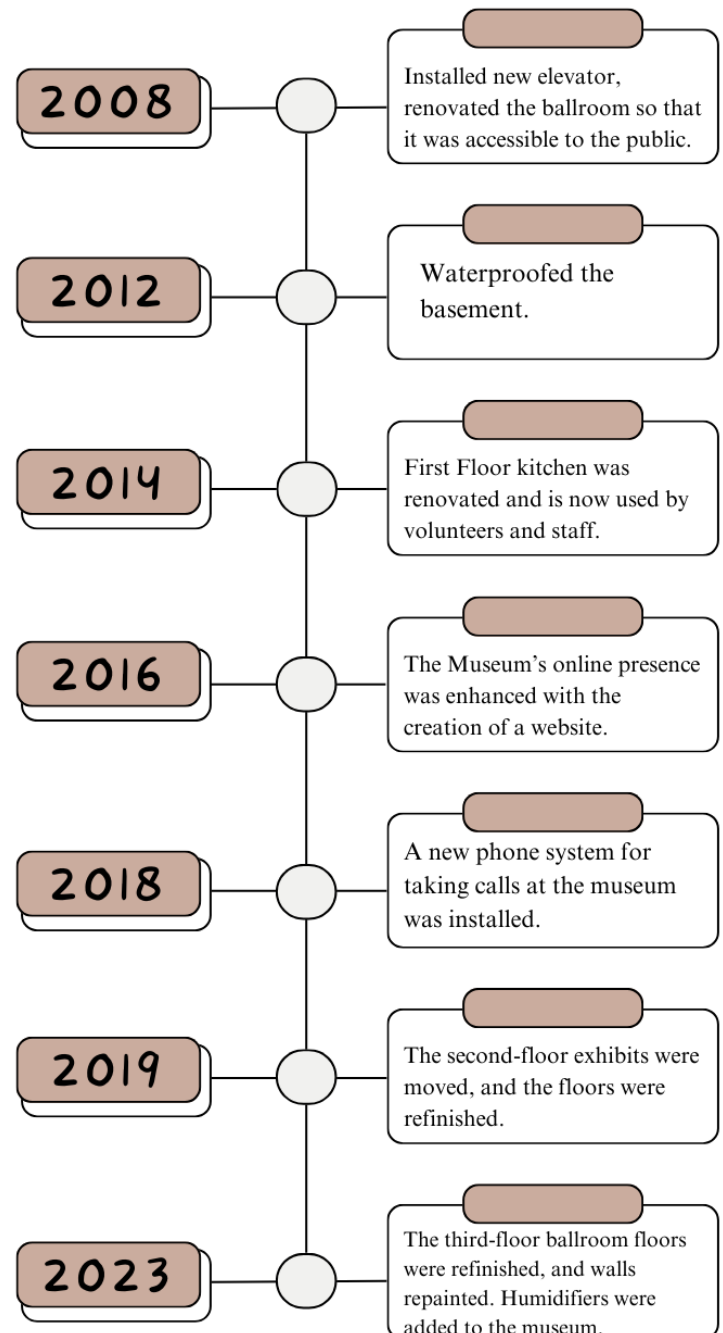 2008
Installed new elevator,
renovated the ballroom so that
it was accessible to the public.
2012
Waterproofed the
basement.
2014
First Floor kitchen was
renovated and is now used by
volunteers and staff.
2016
The Museum’s online presence
was enhanced with the
creation of a website.
2018
A new phone system for
taking calls at the museum
was installed.
2019
The second-floor exhibits were
moved, and the floors were
refinished.
2023
The third-floor ballroom floors
were refinished, and walls
repainted. Humidifiers were
added to the museum.